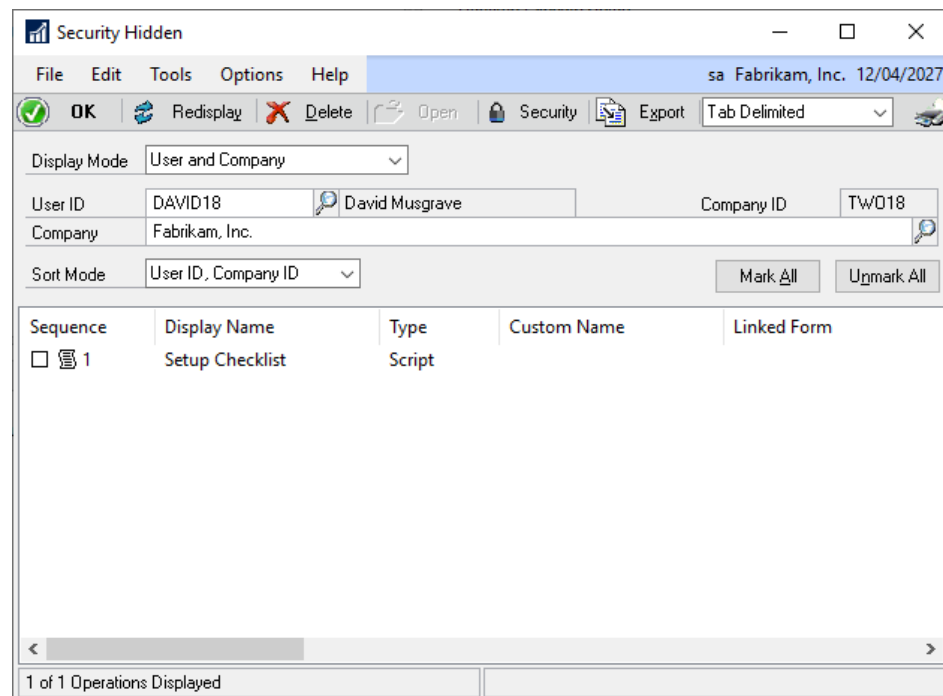 Security Hidden
File Edit Tools Options Help sa Fabrikam, Inc. 12/04/2027
OK Redisplay Delete Open Security Export Tab Delimited
Display Mode User and Company
User ID DAVID18 David Musgrave Company ID TWO18
Company Fabrikam, Inc.
Sort Mode User ID, Company ID Mark All Unmark All
Sequence Display Name Type Custom Name Linked Form
1 Setup Checklist Script
1 of 1 Operations Displayed